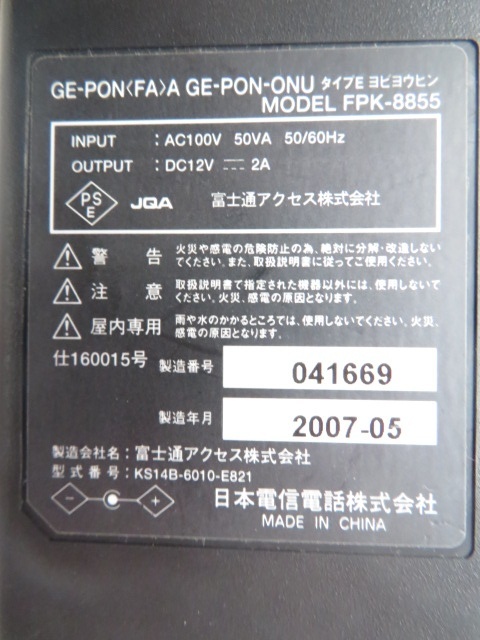 GE-PON〈FA〉A GE-PON-ONU タイプE ヨビヨウヒン
MODEL FPK-8855
INPUT : AC100V 50VA 50/60Hz
OUTPUT : DC12V ⎓ 2A
PS
E
JQA 富士通アクセス株式会社
警告 火災や感電の危険防止の為、絶対に分解・改造しない
でください。また、取扱説明書に従ってご使用ください。
注意 取扱説明書で指定された機器以外には、使用しないで
ください。火災、感電の原因となります。
屋内専用 雨や水のかかるところでは、使用しないでください。火災、
感電の原因となります。
仕160015号 製造番号 041669
製造年月 2007-05
製造会社名：富士通アクセス株式会社
型式番号：KS14B-6010-E821
- +
日本電信電話株式会社
MADE IN CHINA